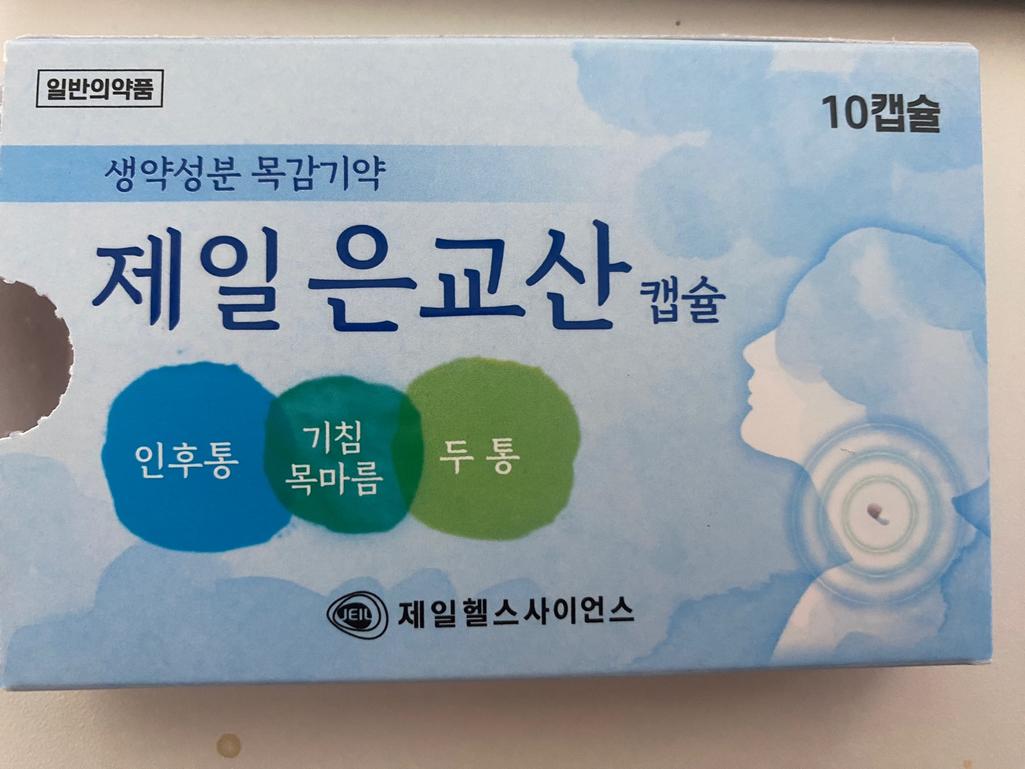 일반의약품
10캡슐
생약성분 목감기약
제일 은교산 캡슐
인후통
기침
목마름
두통
JEIL 제일헬스사이언스